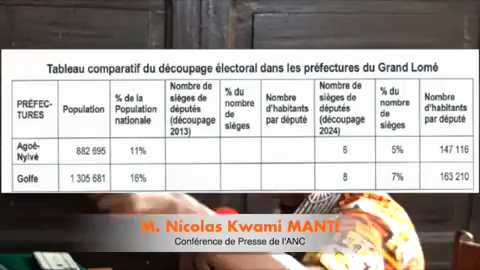 Tableau comparatif du découpage électoral dans les préfectures du Grand Lomé
PRÉFEC-
TURES
Population
% de la
Population
nationale
Nombre de
sièges de
députés
(découpage
2013)
% du
nombre
de
sièges
Nombre
d'habitants
par député
Nombre de
sièges de
députés
(découpage
2024)
% du
nombre
de
sièges
Nombre
d'habitants
par député
Agoè-
Nyivé
882 695
11%
6
5%
147 116
Golfe
1 305 681
16%
8
7%
163 210
M. Nicolas Kwami MANTI
Conférence de Presse de l'ANC